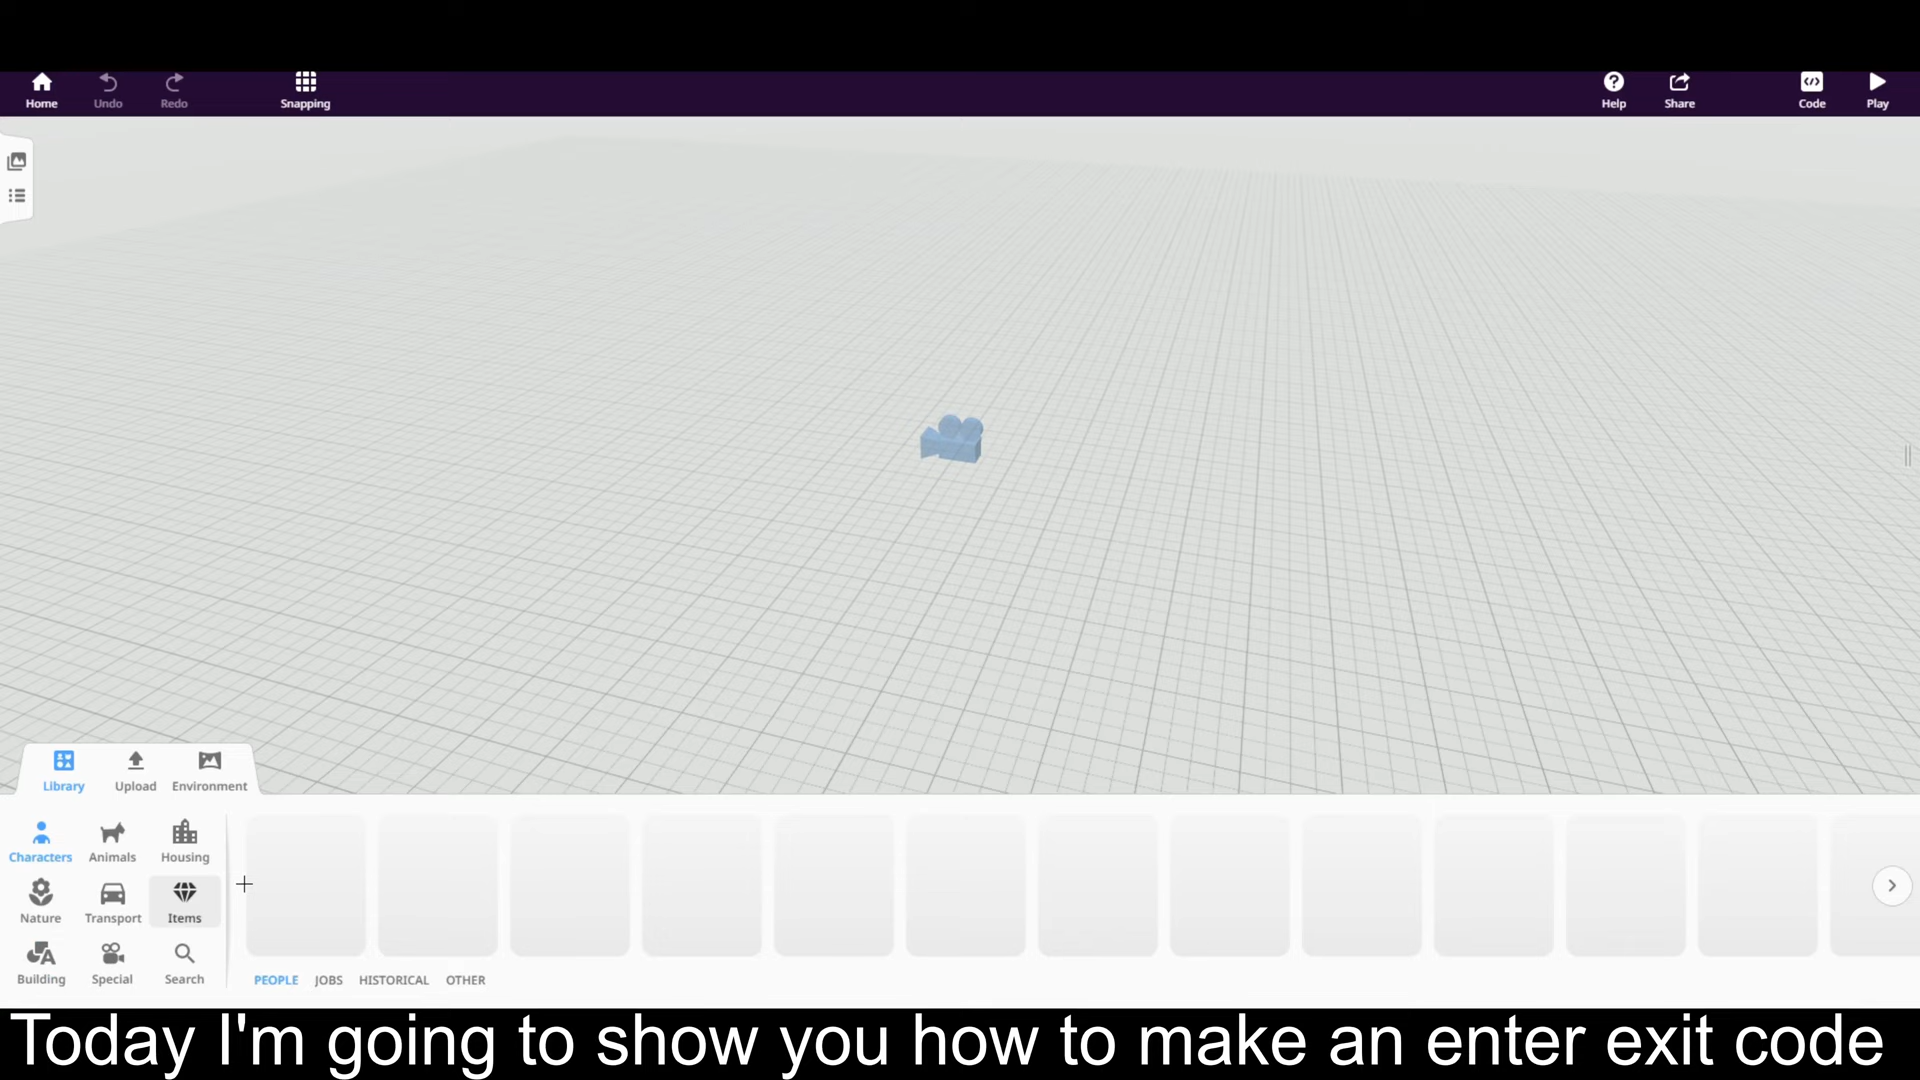 Home Undo Redo Snapping Help Share Code Play
Library Upload Environment
Characters Animals Housing
Nature Transport Items
Building Special Search
PEOPLE JOBS HISTORICAL OTHER
Today I'm going to show you how to make an enter exit code